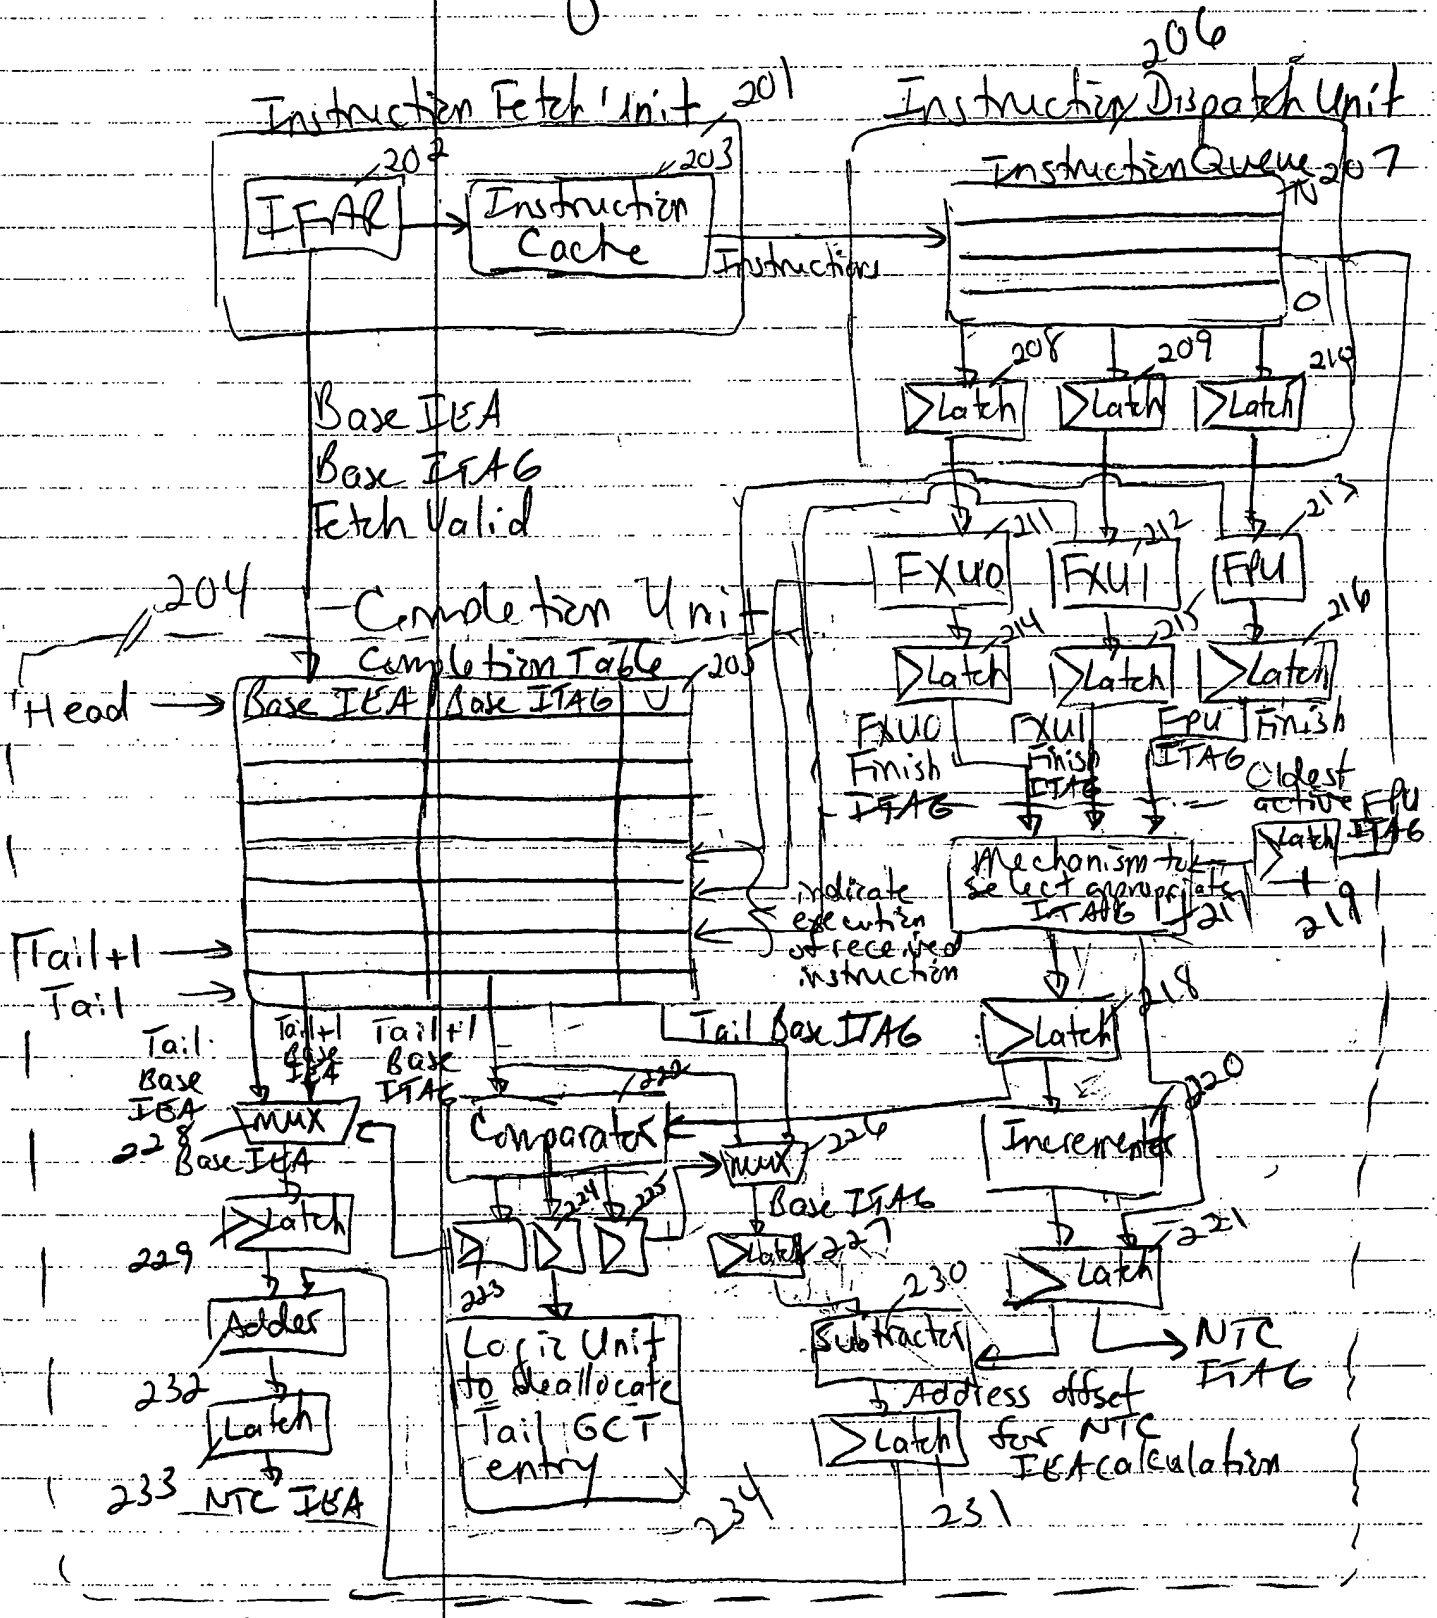 206
Instruction Fetch Unit
201
Instruction Dispatch Unit
202
203
Instruction Queue
207
IFAR
Instruction
Cache
N
Instructions
0
208
209
210
Latch
Latch
Latch
Base IEA
Base ITAG
Fetch Valid
211
212
213
FXU0
FXU1
FPU
204
Completion Unit
214
215
216
Completion Table
205
Latch
Latch
Latch
Head
Base IEA
Base ITAG
V
FXU0
Finish
ITAG
FXU1
Finish
ITAG
FPU
Finish
ITAG
Oldest
active
FPU
ITAG
Latch
219
Mechanism to
select appropriate
ITAG
217
indicate
execution
of received
instruction
Tail+1
Tail
218
Latch
Tail
Base
IEA
Tail+1
Base
IEA
Tail+1
Base
ITAG
Tail Base ITAG
222
220
mux
228
Comparator
226
mux
Incrementer
Base IEA
Base ITAG
224
225
Latch
229
Latch
227
221
Latch
223
230
Adder
232
Logic Unit
to deallocate
Tail GCT
entry
234
Subtractor
NTC
ITAG
Latch
233
Latch
231
Address offset
for NTC
IEA calculation
NTC IEA